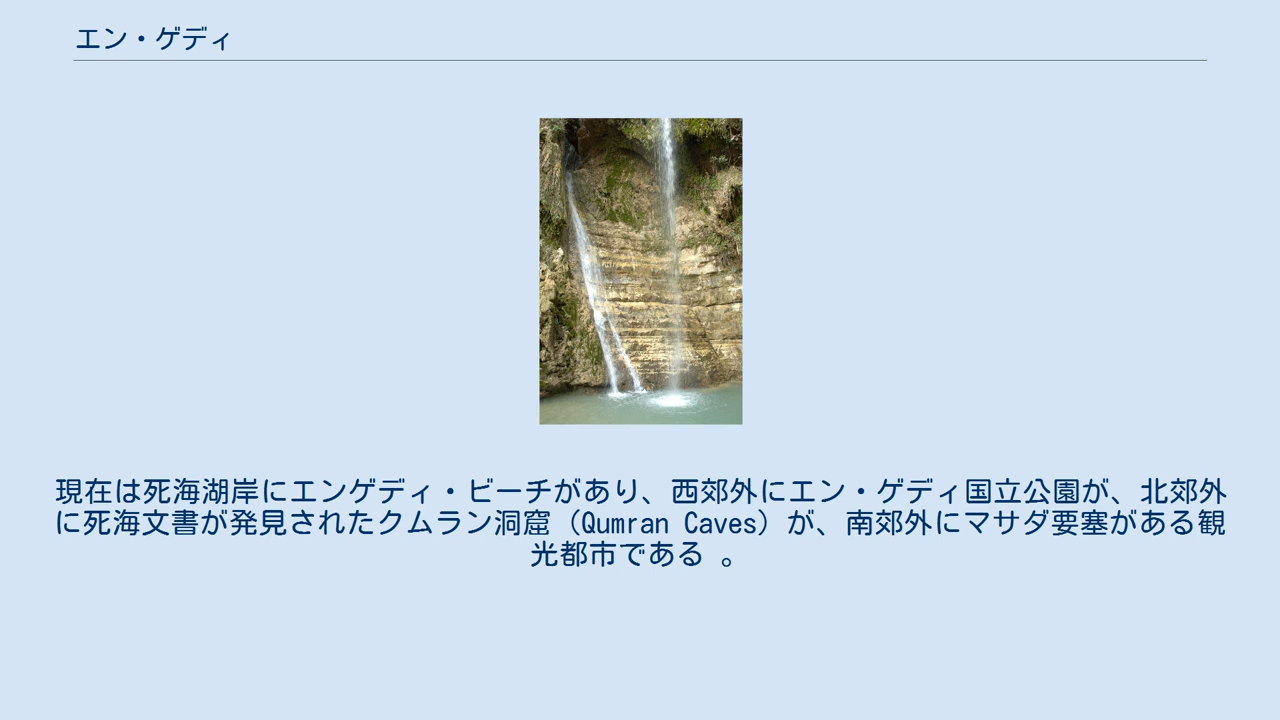 エン・ゲディ
現在は死海湖岸にエンゲディ・ビーチがあり、西郊外にエン・ゲディ国立公園が、北郊外
に死海文書が発見されたクムラン洞窟（Qumran Caves）が、南郊外にマサダ要塞がある観
光都市である 。